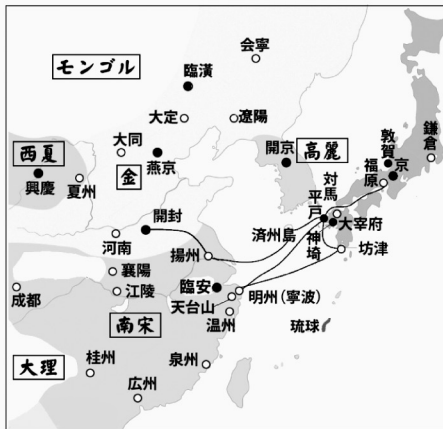 会寧
モンゴル
臨潢
大定
遼陽
鎌倉
大同
開京
高麗
敦賀
西夏
金
燕京
福原
京
興慶
夏州
対馬
平戸
開封
大宰府
済州島
神埼
河南
揚州
坊津
襄陽
成都
江陵
臨安
明州(寧波)
天台山
南宋
温州
琉球
大理
桂州
泉州
広州